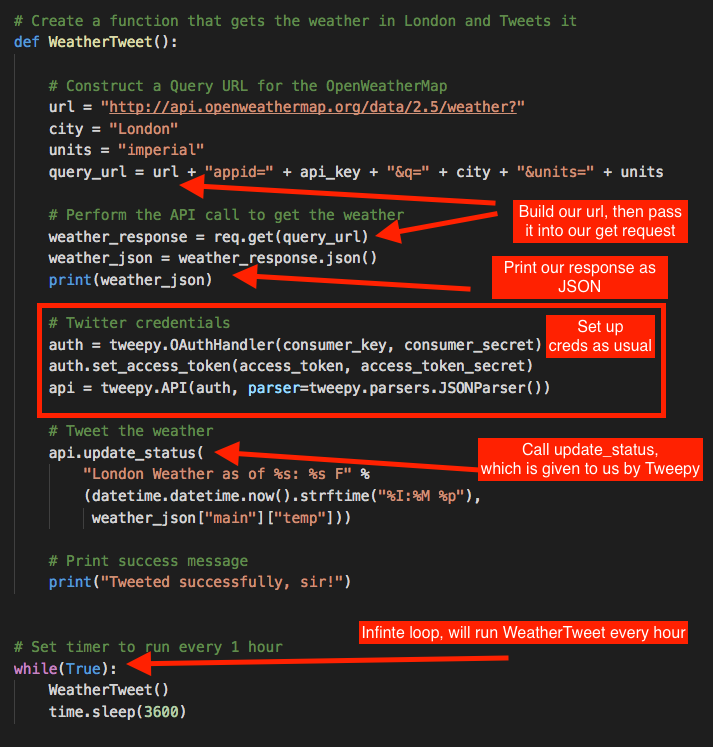 # Create a function that gets the weather in London and Tweets it
def WeatherTweet():
# Construct a Query URL for the OpenWeatherMap
url = "http://api.openweathermap.org/data/2.5/weather?"
city = "London"
units = "imperial"
query_url = url + "appid=" + api_key + "&q=" + city + "&units=" + units
Build our url, then pass
it into our get request
# Perform the API call to get the weather
weather_response = req.get(query_url)
weather_json = weather_response.json()
print(weather_json)
Print our response as
JSON
# Twitter credentials
auth = tweepy.OAuthHandler(consumer_key, consumer_secret)
auth.set_access_token(access_token, access_token_secret)
api = tweepy.API(auth, parser=tweepy.parsers.JSONParser())
Set up
creds as usual
# Tweet the weather
api.update_status(
"London Weather as of %s: %s F" %
(datetime.datetime.now().strftime("%I:%M %p"),
weather_json["main"]["temp"]))
Call update_status,
which is given to us by Tweepy
# Print success message
print("Tweeted successfully, sir!")
Infinte loop, will run WeatherTweet every hour
# Set timer to run every 1 hour
while(True):
WeatherTweet()
time.sleep(3600)